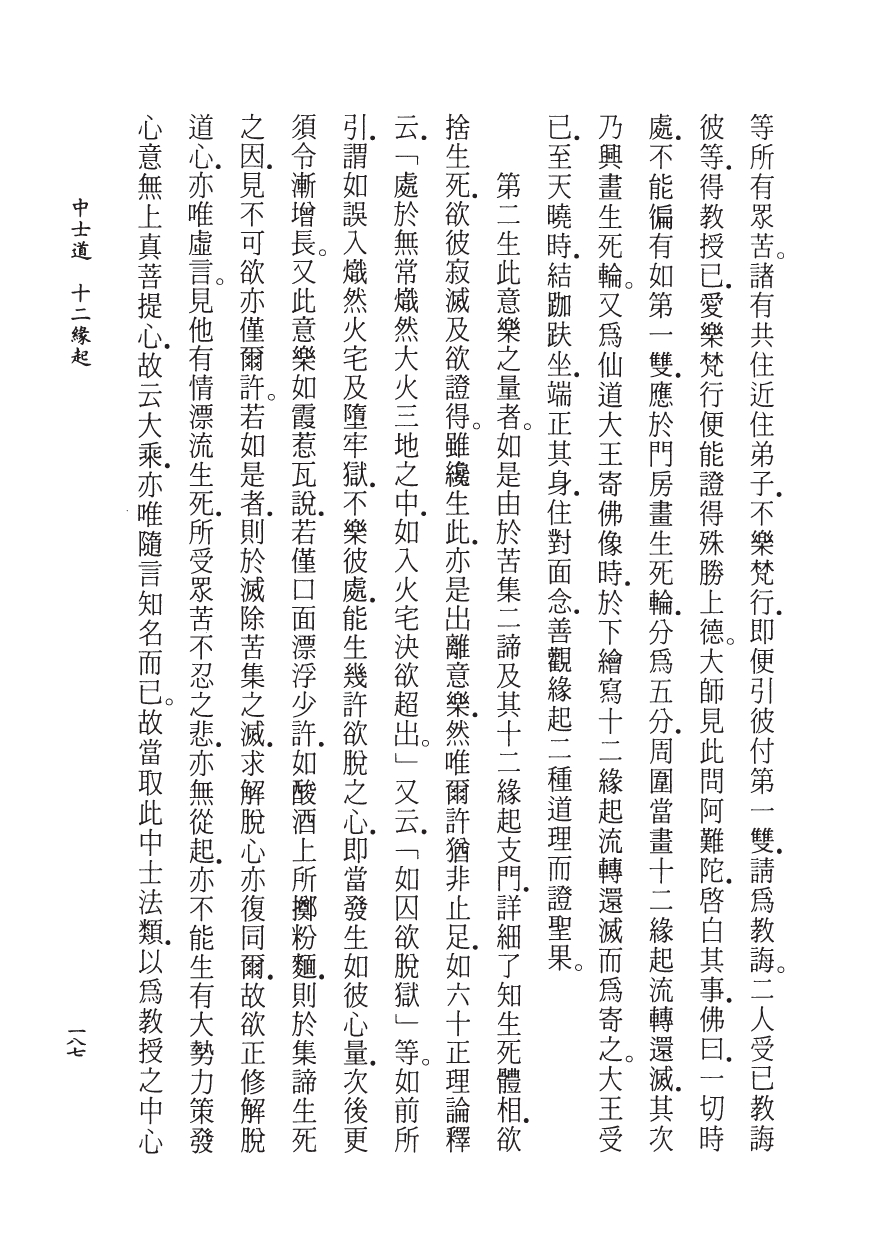 等所有眾苦。諸有共住近住弟子．不樂梵行．即便引彼付第一雙．請為教誨。二人受已教誨
彼等．得教授已．愛樂梵行便能證得殊勝上德。大師見此問阿難陀．啓白其事．佛曰．一切時
處．不能徧有如第一雙．應於門房畫生死輪．分為五分．周圍當畫十二緣起流轉還滅．其次
乃興畫生死輪。又為仙道大王寄佛像時．於下繪寫十二緣起流轉還滅而為寄之。大王受
已．至天曉時．結跏趺坐．端正其身．住對面念．善觀緣起二種道理而證聖果。
第二生此意樂之量者。如是由於苦集二諦及其十二緣起支門．詳細了知生死體相．欲
捨生死．欲彼寂滅及欲證得。雖纔生此．亦是出離意樂．然唯爾許猶非止足．如六十正理論釋
云．「處於無常熾然大火三地之中．如入火宅決欲超出。」又云．「如囚欲脫獄」等。如前所
引．謂如誤入熾然火宅及墮牢獄．不樂彼處．能生幾許欲脫之心．即當發生如彼心量．次後更
須令漸增長。又此意樂如霞惹瓦說．若僅口面漂浮少許．如酸酒上所擲粉麵．則於集諦生死
之因．見不可欲亦僅爾許。若如是者．則於滅除苦集之滅．求解脫心亦復同爾．故欲正修解脫
道心．亦唯虛言。見他有情漂流生死．所受眾苦不忍之悲．亦無從起．亦不能生有大勢力策發
心意無上真菩提心．故云大乘．亦唯隨言知名而已。故當取此中士法類．以為教授之中心
中士道　十二緣起
一八七